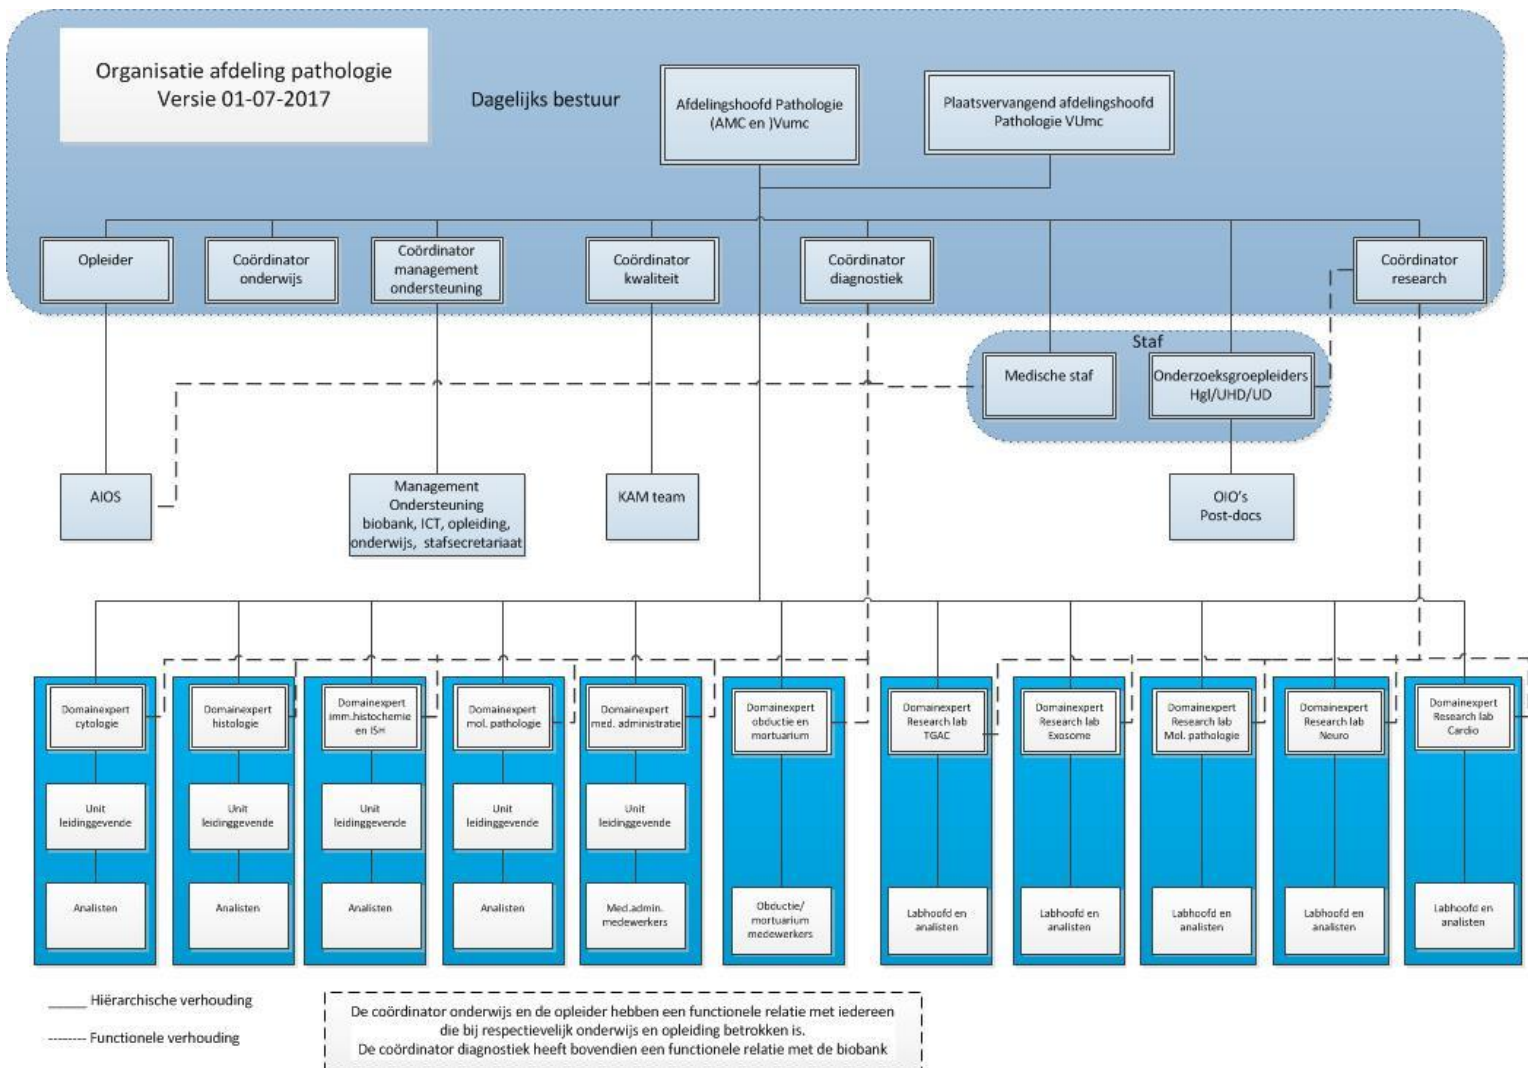 Organisatie afdeling pathologie
Versie 01-07-2017
Dagelijks bestuur
Afdelingshoofd Pathologie
(AMC en )Vumc
Plaatsvervangend afdelingshoofd
Pathologie VUmc
Opleider
Coördinator
onderwijs
Coördinator
management
ondersteuning
Coördinator
kwaliteit
Coördinator
diagnostiek
Coördinator
research
Staf
Medische staf
Onderzoeksgroepleiders
Hgl/UHD/UD
AIOS
Management
Ondersteuning
biobank, ICT, opleiding,
onderwijs, stafsecretariaat
KAM team
OIO's
Post-docs
Domainexpert
cytologie
Domainexpert
histologie
Domainexpert
imm.histochemie
en ISH
Domainexpert
mol. pathologie
Domainexpert
med. administratie
Domainexpert
obductie en
mortuarium
Domainexpert
Research lab
TGAC
Domainexpert
Research lab
Exosome
Domainexpert
Research lab
Mol. pathologie
Domainexpert
Research lab
Neuro
Domainexpert
Research lab
Cardio
Unit
leidinggevende
Unit
leidinggevende
Unit
leidinggevende
Unit
leidinggevende
Unit
leidinggevende
Analisten
Analisten
Analisten
Analisten
Med.admin.
medewerkers
Obductie/
mortuarium
medewerkers
Labhoofd en
analisten
Labhoofd en
analisten
Labhoofd en
analisten
Labhoofd en
analisten
Labhoofd en
analisten
Hiërarchische verhouding
Functionele verhouding
De coördinator onderwijs en de opleider hebben een functionele relatie met iedereen
die bij respectievelijk onderwijs en opleiding betrokken is.
De coördinator diagnostiek heeft bovendien een functionele relatie met de biobank